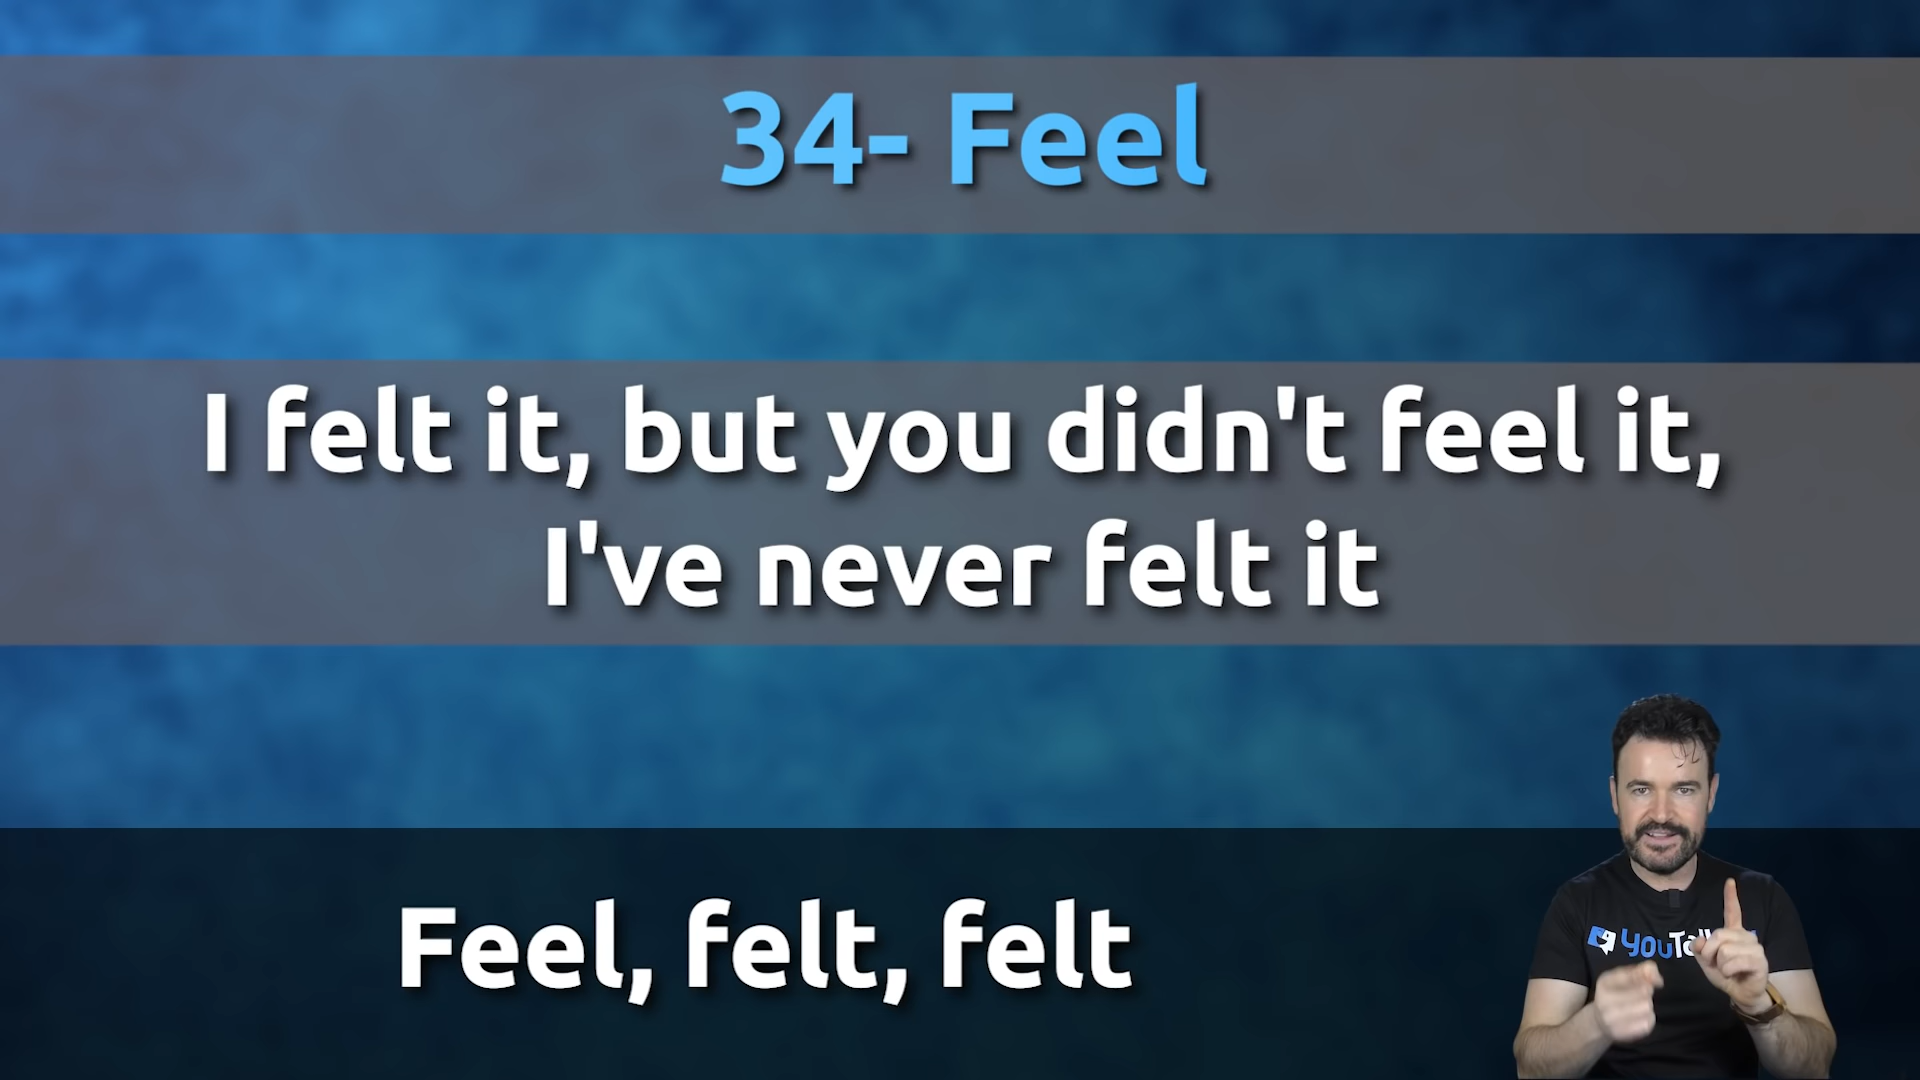 34- Feel
I felt it, but you didn't feel it,
I've never felt it
Feel, felt, felt